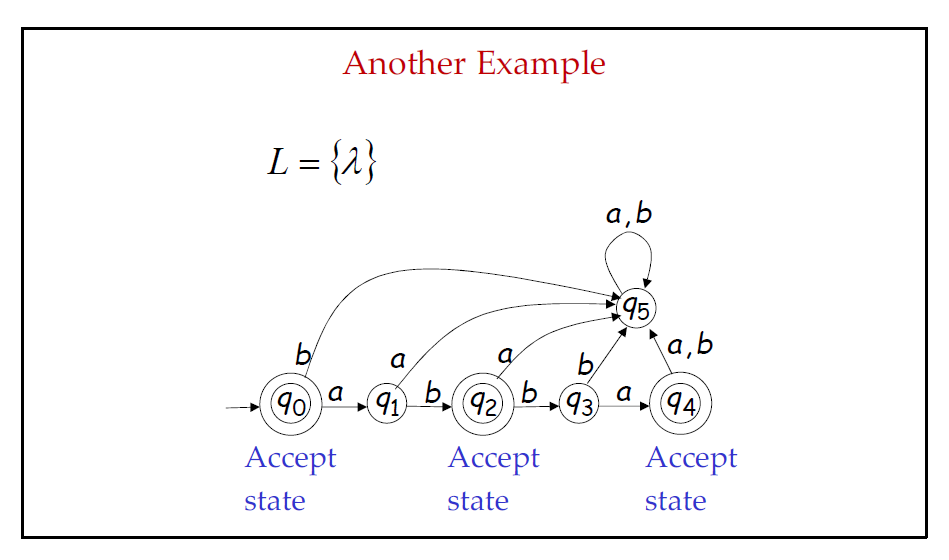 Another Example
L = {λ}
a,b
q5
b a a b a,b
q0 a q1 b q2 b q3 a q4
Accept state Accept state Accept state